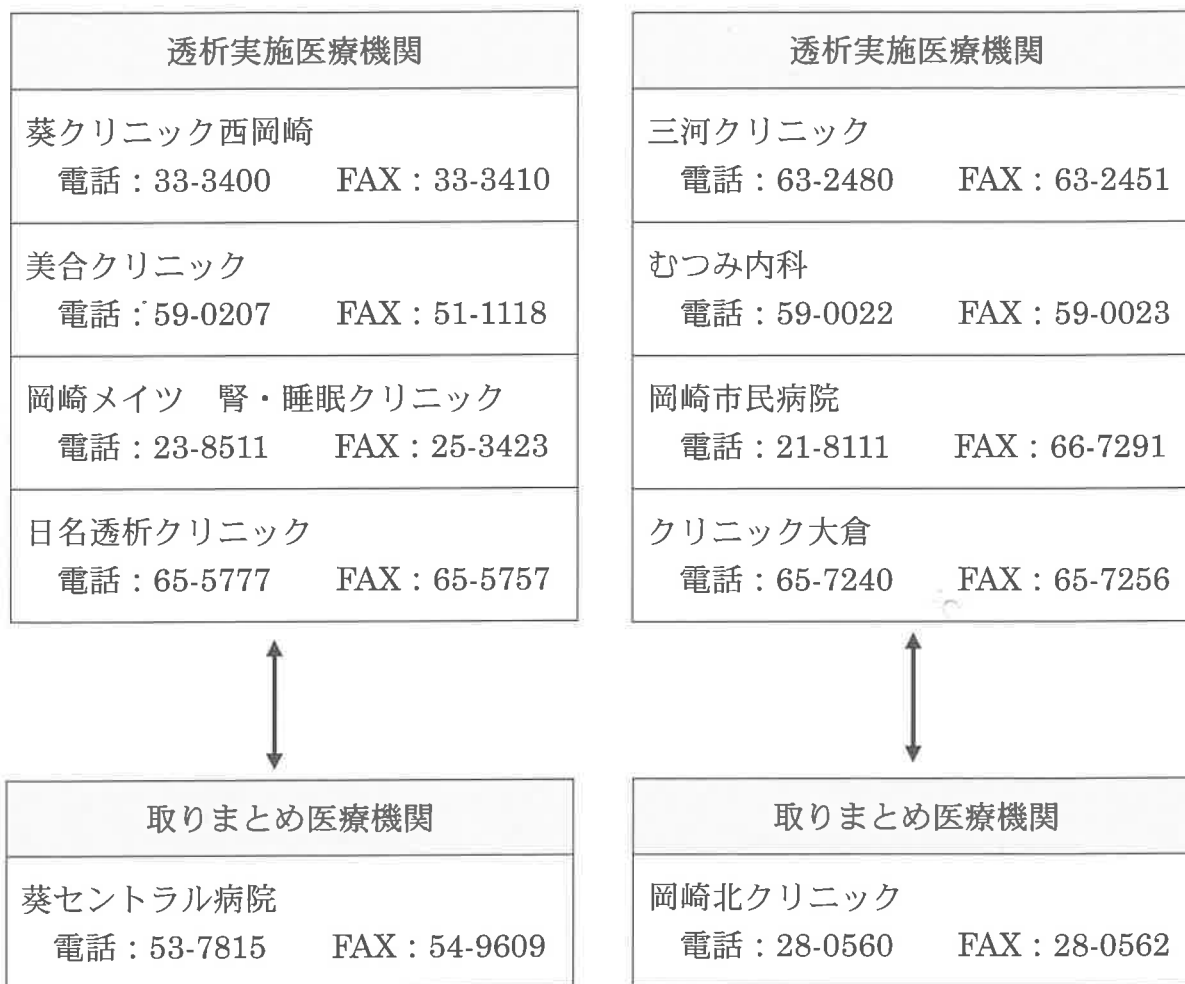 透析実施医療機関
葵クリニック西岡崎
電話：33-3400　FAX：33-3410
美合クリニック
電話：59-0207　FAX：51-1118
岡崎メイツ　腎・睡眠クリニック
電話：23-8511　FAX：25-3423
日名透析クリニック
電話：65-5777　FAX：65-5757
透析実施医療機関
三河クリニック
電話：63-2480　FAX：63-2451
むつみ内科
電話：59-0022　FAX：59-0023
岡崎市民病院
電話：21-8111　FAX：66-7291
クリニック大倉
電話：65-7240　FAX：65-7256
取りまとめ医療機関
葵セントラル病院
電話：53-7815　FAX：54-9609
取りまとめ医療機関
岡崎北クリニック
電話：28-0560　FAX：28-0562